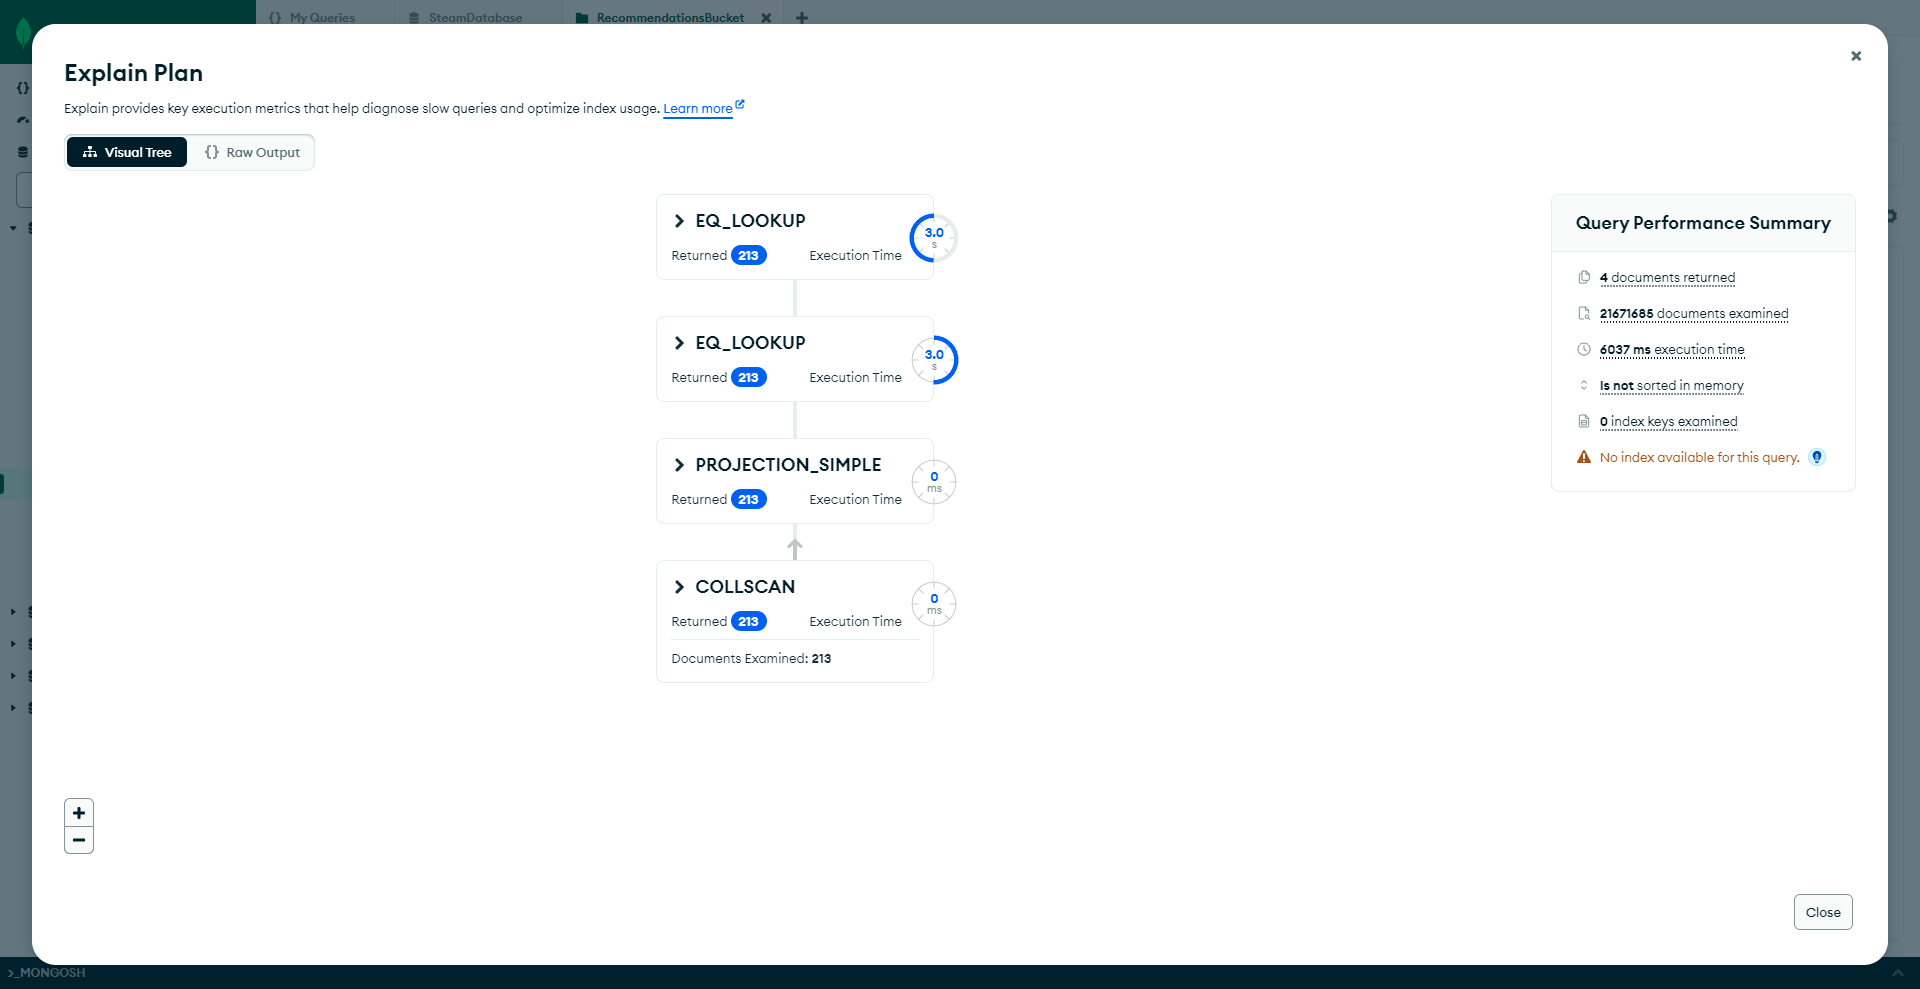 My Queries
SteamDatabase
RecommendationsBucket
Explain Plan
Explain provides key execution metrics that help diagnose slow queries and optimize index usage. Learn more
Visual Tree
{} Raw Output
EQ_LOOKUP
Returned 213 Execution Time
3.0
s
EQ_LOOKUP
Returned 213 Execution Time
3.0
s
PROJECTION_SIMPLE
Returned 213 Execution Time
0
ms
COLLSCAN
Returned 213 Execution Time
0
ms
Documents Examined: 213
Query Performance Summary
4 documents returned
21671685 documents examined
6037 ms execution time
Is not sorted in memory
0 index keys examined
No index available for this query.
+
−
Close
>_MONGOSH